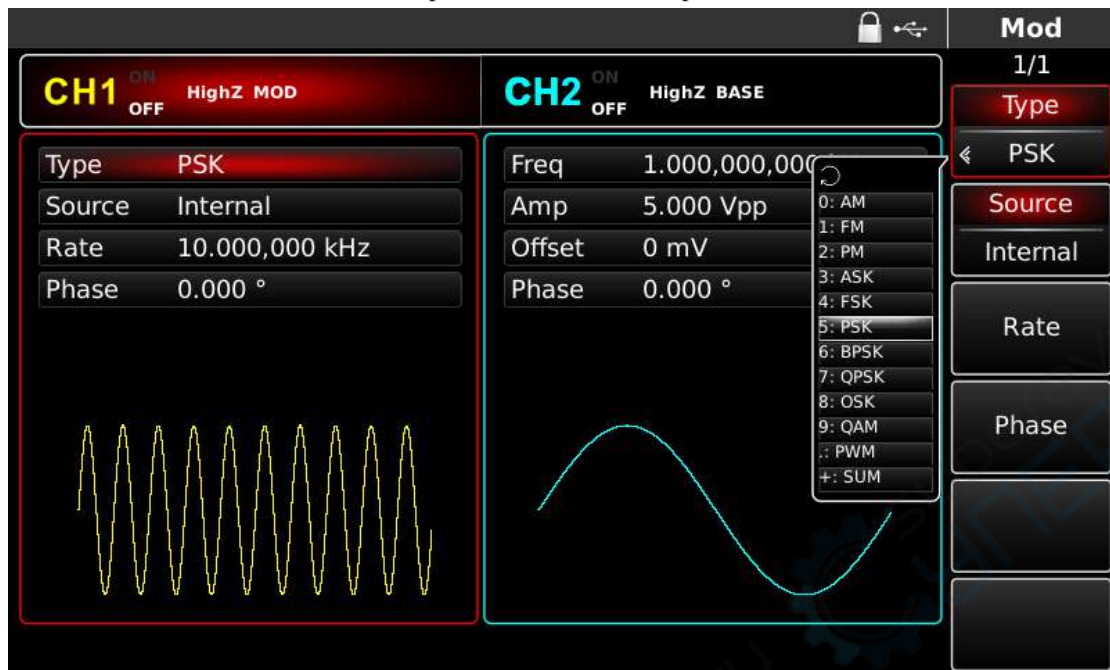 Mod
1/1
CH1 ON OFF HighZ MOD
CH2 ON OFF HighZ BASE
Type PSK
Source Internal
Rate 10.000,000 kHz
Phase 0.000 °
Freq 1.000,000,000
Amp 5.000 Vpp
Offset 0 mV
Phase 0.000 °
0: AM
1: FM
2: PM
3: ASK
4: FSK
5: PSK
6: BPSK
7: QPSK
8: OSK
9: QAM
.: PWM
+: SUM
Type
PSK
Source
Internal
Rate
Phase